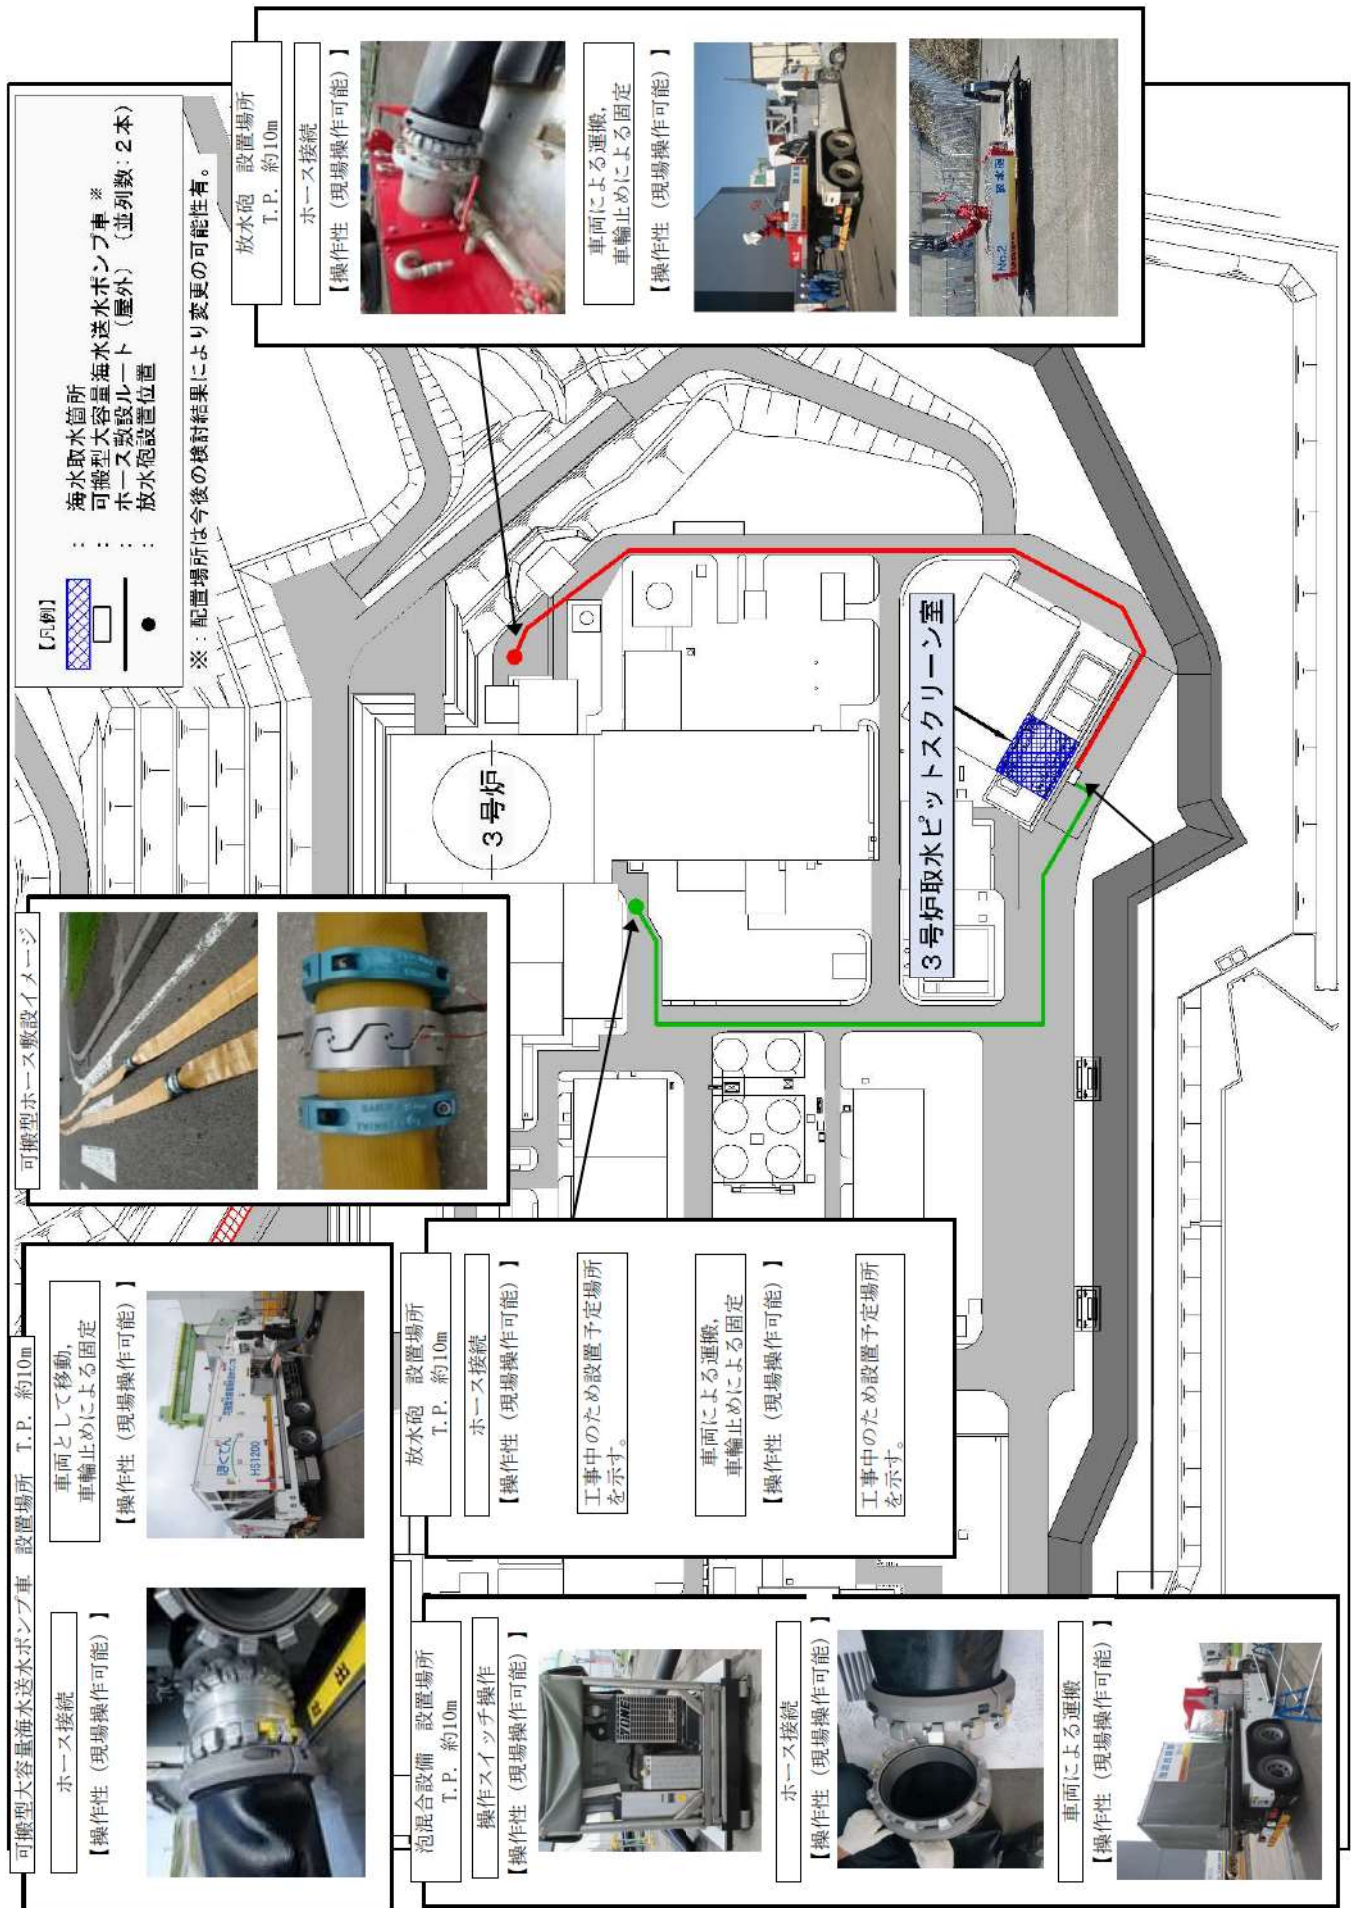 可搬型大容量海水送水ポンプ車　設置場所　T.P.　約10m
ホース接続
【操作性（現場操作可能）】
車両として移動,
車輪止めによる固定
【操作性（現場操作可能）】
ほくてん
HS1200
可搬型ホース敷設イメージ
【凡例】
：　海水取水箇所
：　可搬型大容量海水送水ポンプ車　※
：　ホース敷設ルート（屋外）（並列数：2本）
：　放水砲設置位置
※：配置場所は今後の検討結果により変更の可能性有。
泡混合設備　設置場所
T.P.　約10m
操作スイッチ操作
【操作性（現場操作可能）】
ホース接続
【操作性（現場操作可能）】
車両による運搬
【操作性（現場操作可能）】
放水砲　設置場所
T.P.　約10m
ホース接続
【操作性（現場操作可能）】
工事中のため設置予定場所
を示す。
車両による運搬,
車輪止めによる固定
【操作性（現場操作可能）】
工事中のため設置予定場所
を示す。
3号炉
3号炉取水ピットスクリーン室
放水砲　設置場所
T.P.　約10m
ホース接続
【操作性（現場操作可能）】
車両による運搬,
車輪止めによる固定
【操作性（現場操作可能）】
No.2
No.2
放水砲